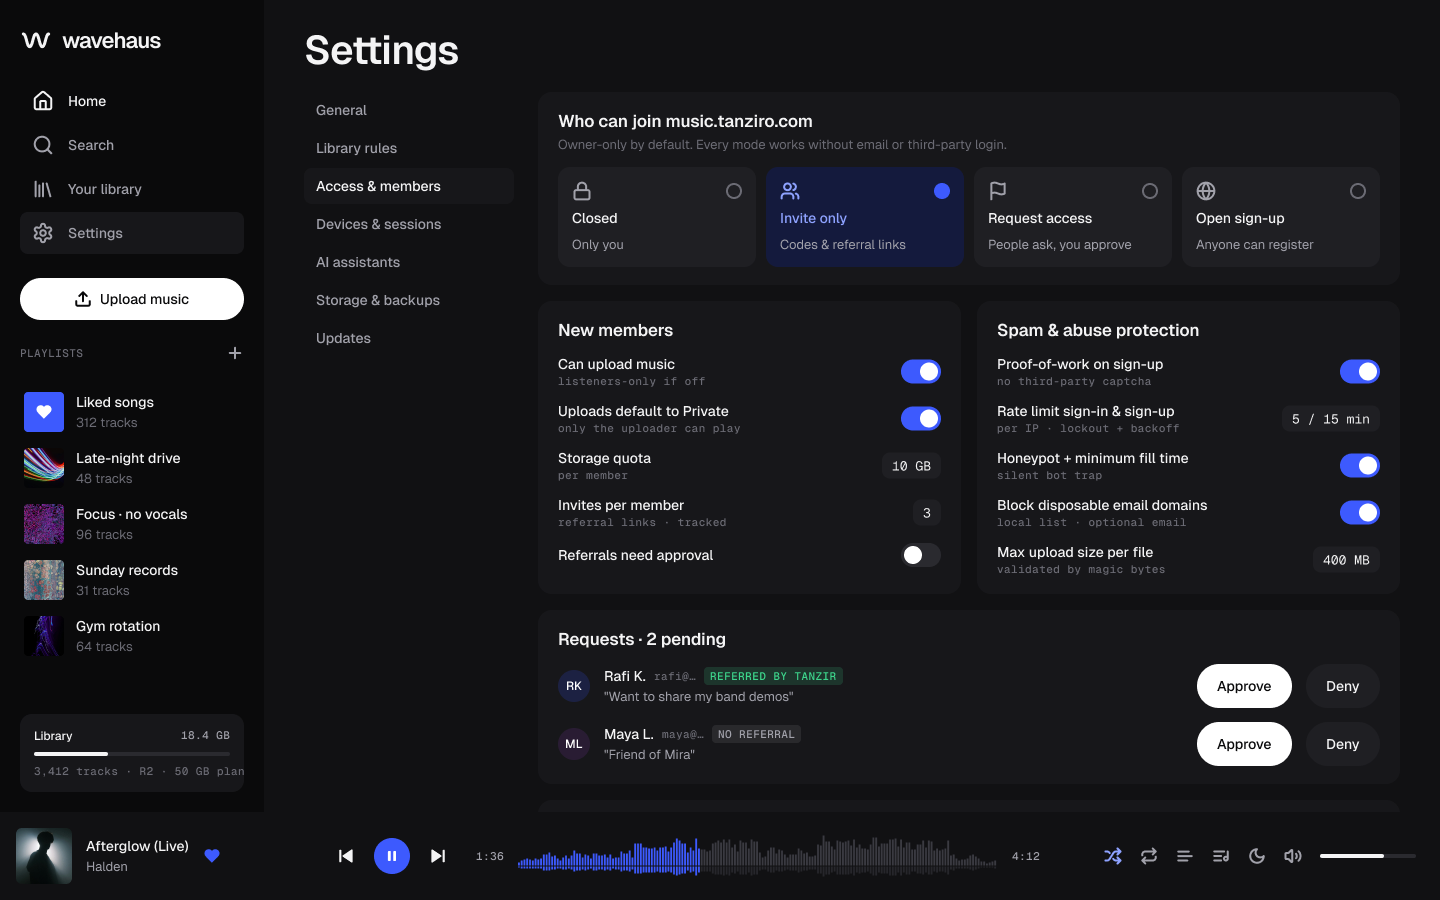 wavehaus
Home
Search
Your library
Settings
Upload music
PLAYLISTS
Liked songs
312 tracks
Late-night drive
48 tracks
Focus · no vocals
96 tracks
Sunday records
31 tracks
Gym rotation
64 tracks
Library 18.4 GB
3,412 tracks · R2 · 50 GB plan
Settings
General
Library rules
Access & members
Devices & sessions
AI assistants
Storage & backups
Updates
Who can join music.tanziro.com
Owner-only by default. Every mode works without email or third-party login.
Closed
Only you
Invite only
Codes & referral links
Request access
People ask, you approve
Open sign-up
Anyone can register
New members
Can upload music
listeners-only if off
Uploads default to Private
only the uploader can play
Storage quota
per member
10 GB
Invites per member
referral links · tracked
3
Referrals need approval
Spam & abuse protection
Proof-of-work on sign-up
no third-party captcha
Rate limit sign-in & sign-up
per IP · lockout + backoff
5 / 15 min
Honeypot + minimum fill time
silent bot trap
Block disposable email domains
local list · optional email
Max upload size per file
validated by magic bytes
400 MB
Requests · 2 pending
RK
Rafi K. rafi@… REFERRED BY TANZIR
"Want to share my band demos"
Approve Deny
ML
Maya L. maya@… NO REFERRAL
"Friend of Mira"
Approve Deny
Afterglow (Live)
Halden
1:36
4:12